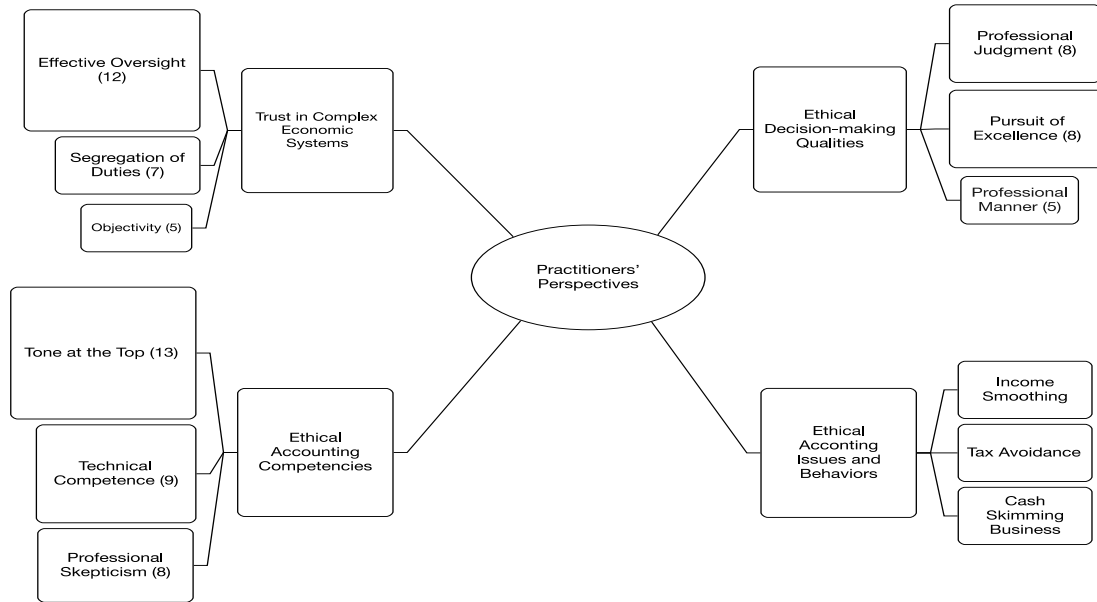 Effective Oversight
(12)
Segregation of
Duties (7)
Objectivity (5)
Trust in Complex
Economic
Systems
Professional
Judgment (8)
Pursuit of
Excellence (8)
Professional
Manner (5)
Ethical
Decision-making
Qualities
Practitioners’
Perspectives
Tone at the Top (13)
Technical
Competence (9)
Professional
Skepticism (8)
Ethical
Accounting
Competencies
Ethical
Acconting
Issues and
Behaviors
Income
Smoothing
Tax Avoidance
Cash
Skimming
Business